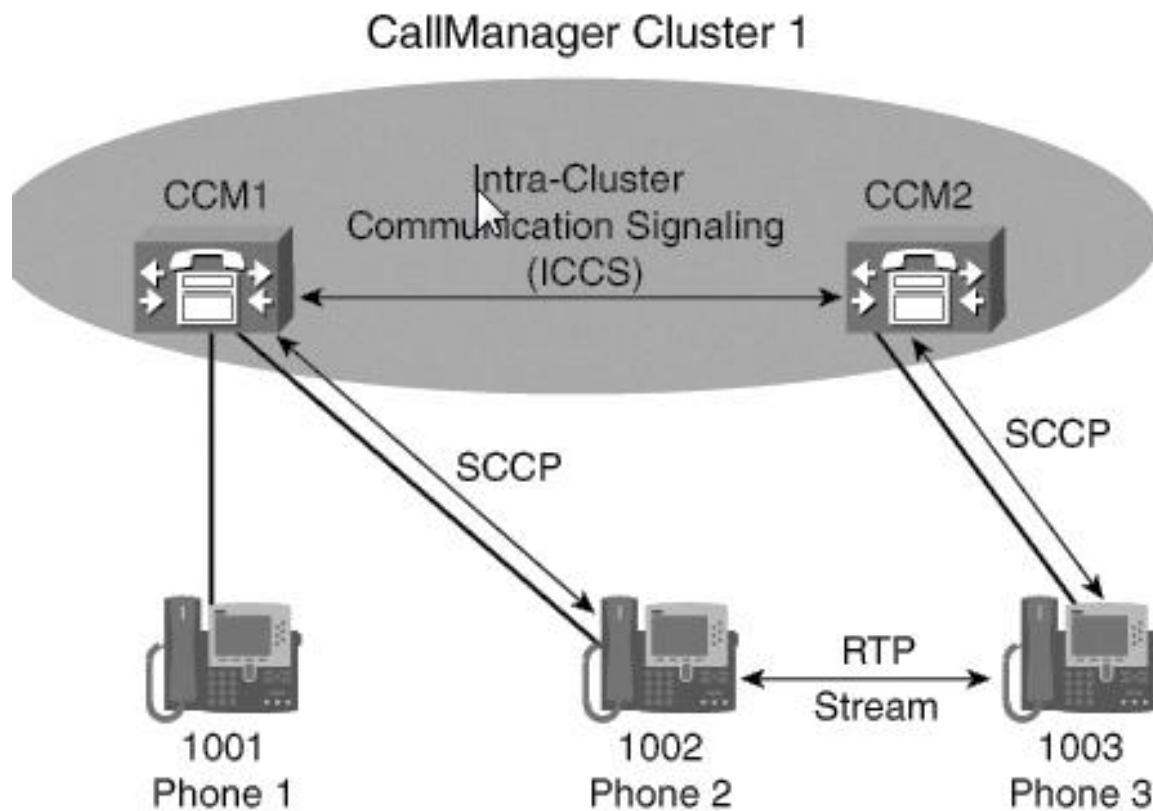 CallManager Cluster 1
CCM1
Intra-Cluster
Communication Signaling
(ICCS)
CCM2
SCCP
SCCP
RTP
Stream
1001
Phone 1
1002
Phone 2
1003
Phone 3